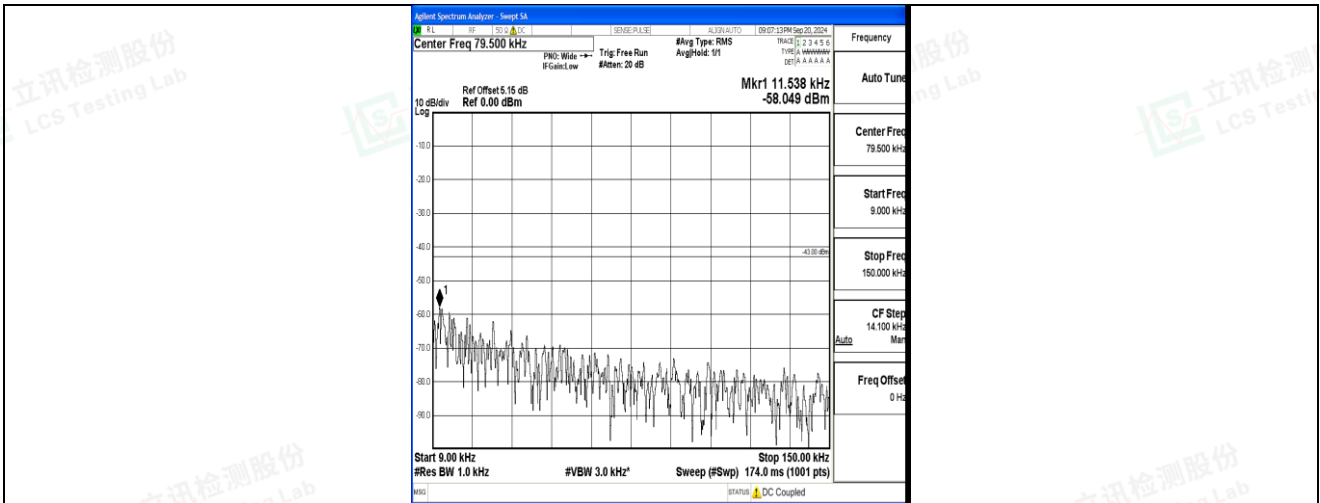 Agilent Spectrum Analyzer - Swept SA
RL RF 50 Ω DC SENSE:PULSE ALIGN AUTO 09:07:13 PM Sep 20, 2024
Center Freq 79.500 kHz
PNO: Wide
IFGain:Low
Trig: Free Run
#Atten: 20 dB
#Avg Type: RMS
Avg|Hold: 1/1
TRACE 1 2 3 4 5 6
TYPE A WWWWW
DET A A A A A A
Frequency
Auto Tune
Ref Offset 5.15 dB
10 dB/div Ref 0.00 dBm
Log
Mkr1 11.538 kHz
-58.049 dBm
Center Freq
79.500 kHz
Start Freq
9.000 kHz
Stop Freq
150.000 kHz
CF Step
14.100 kHz
Auto Man
Freq Offset
0 Hz
-10.0
-20.0
-30.0
-40.0
-43.00 dBm
-50.0
1
-60.0
-70.0
-80.0
-90.0
Start 9.00 kHz Stop 150.00 kHz
#Res BW 1.0 kHz #VBW 3.0 kHz* Sweep (#Swp) 174.0 ms (1001 pts)
MSG STATUS DC Coupled
立讯检测股份
LCS Testing Lab